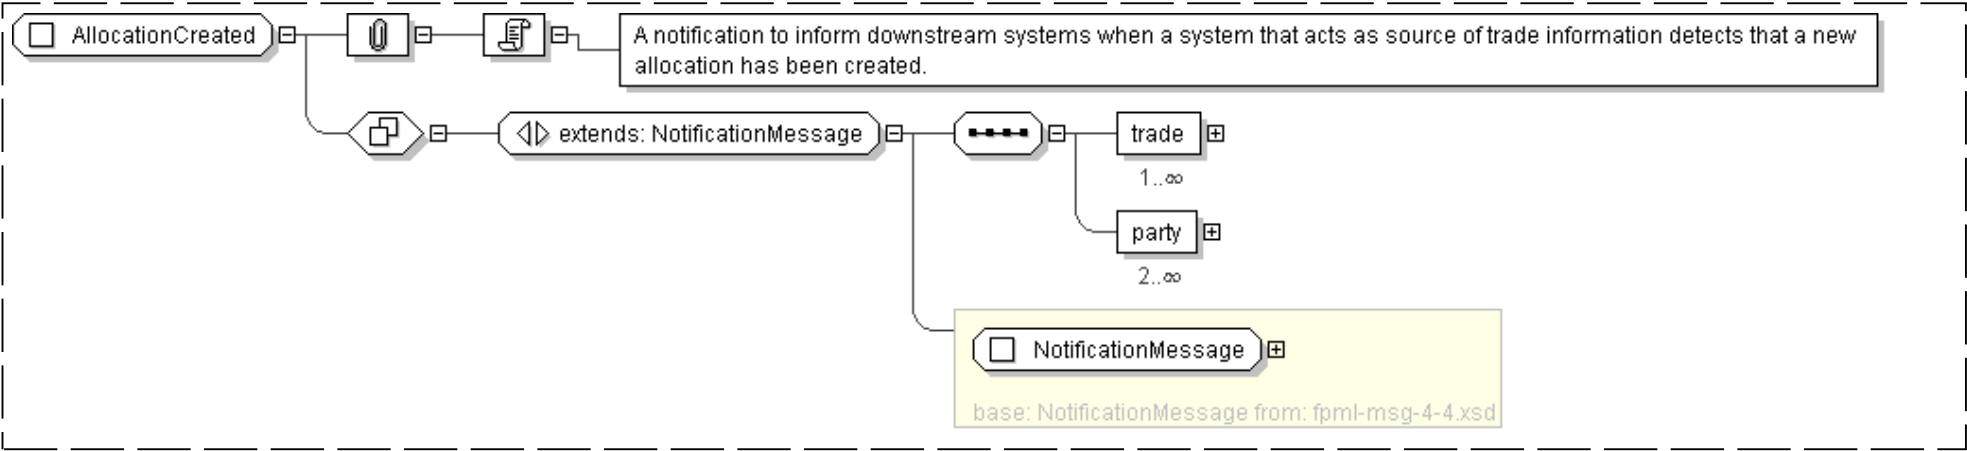 AllocationCreated
A notification to inform downstream systems when a system that acts as source of trade information detects that a new
allocation has been created.
extends: NotificationMessage
trade
1..∞
party
2..∞
NotificationMessage
base: NotificationMessage from: fpml-msg-4-4.xsd